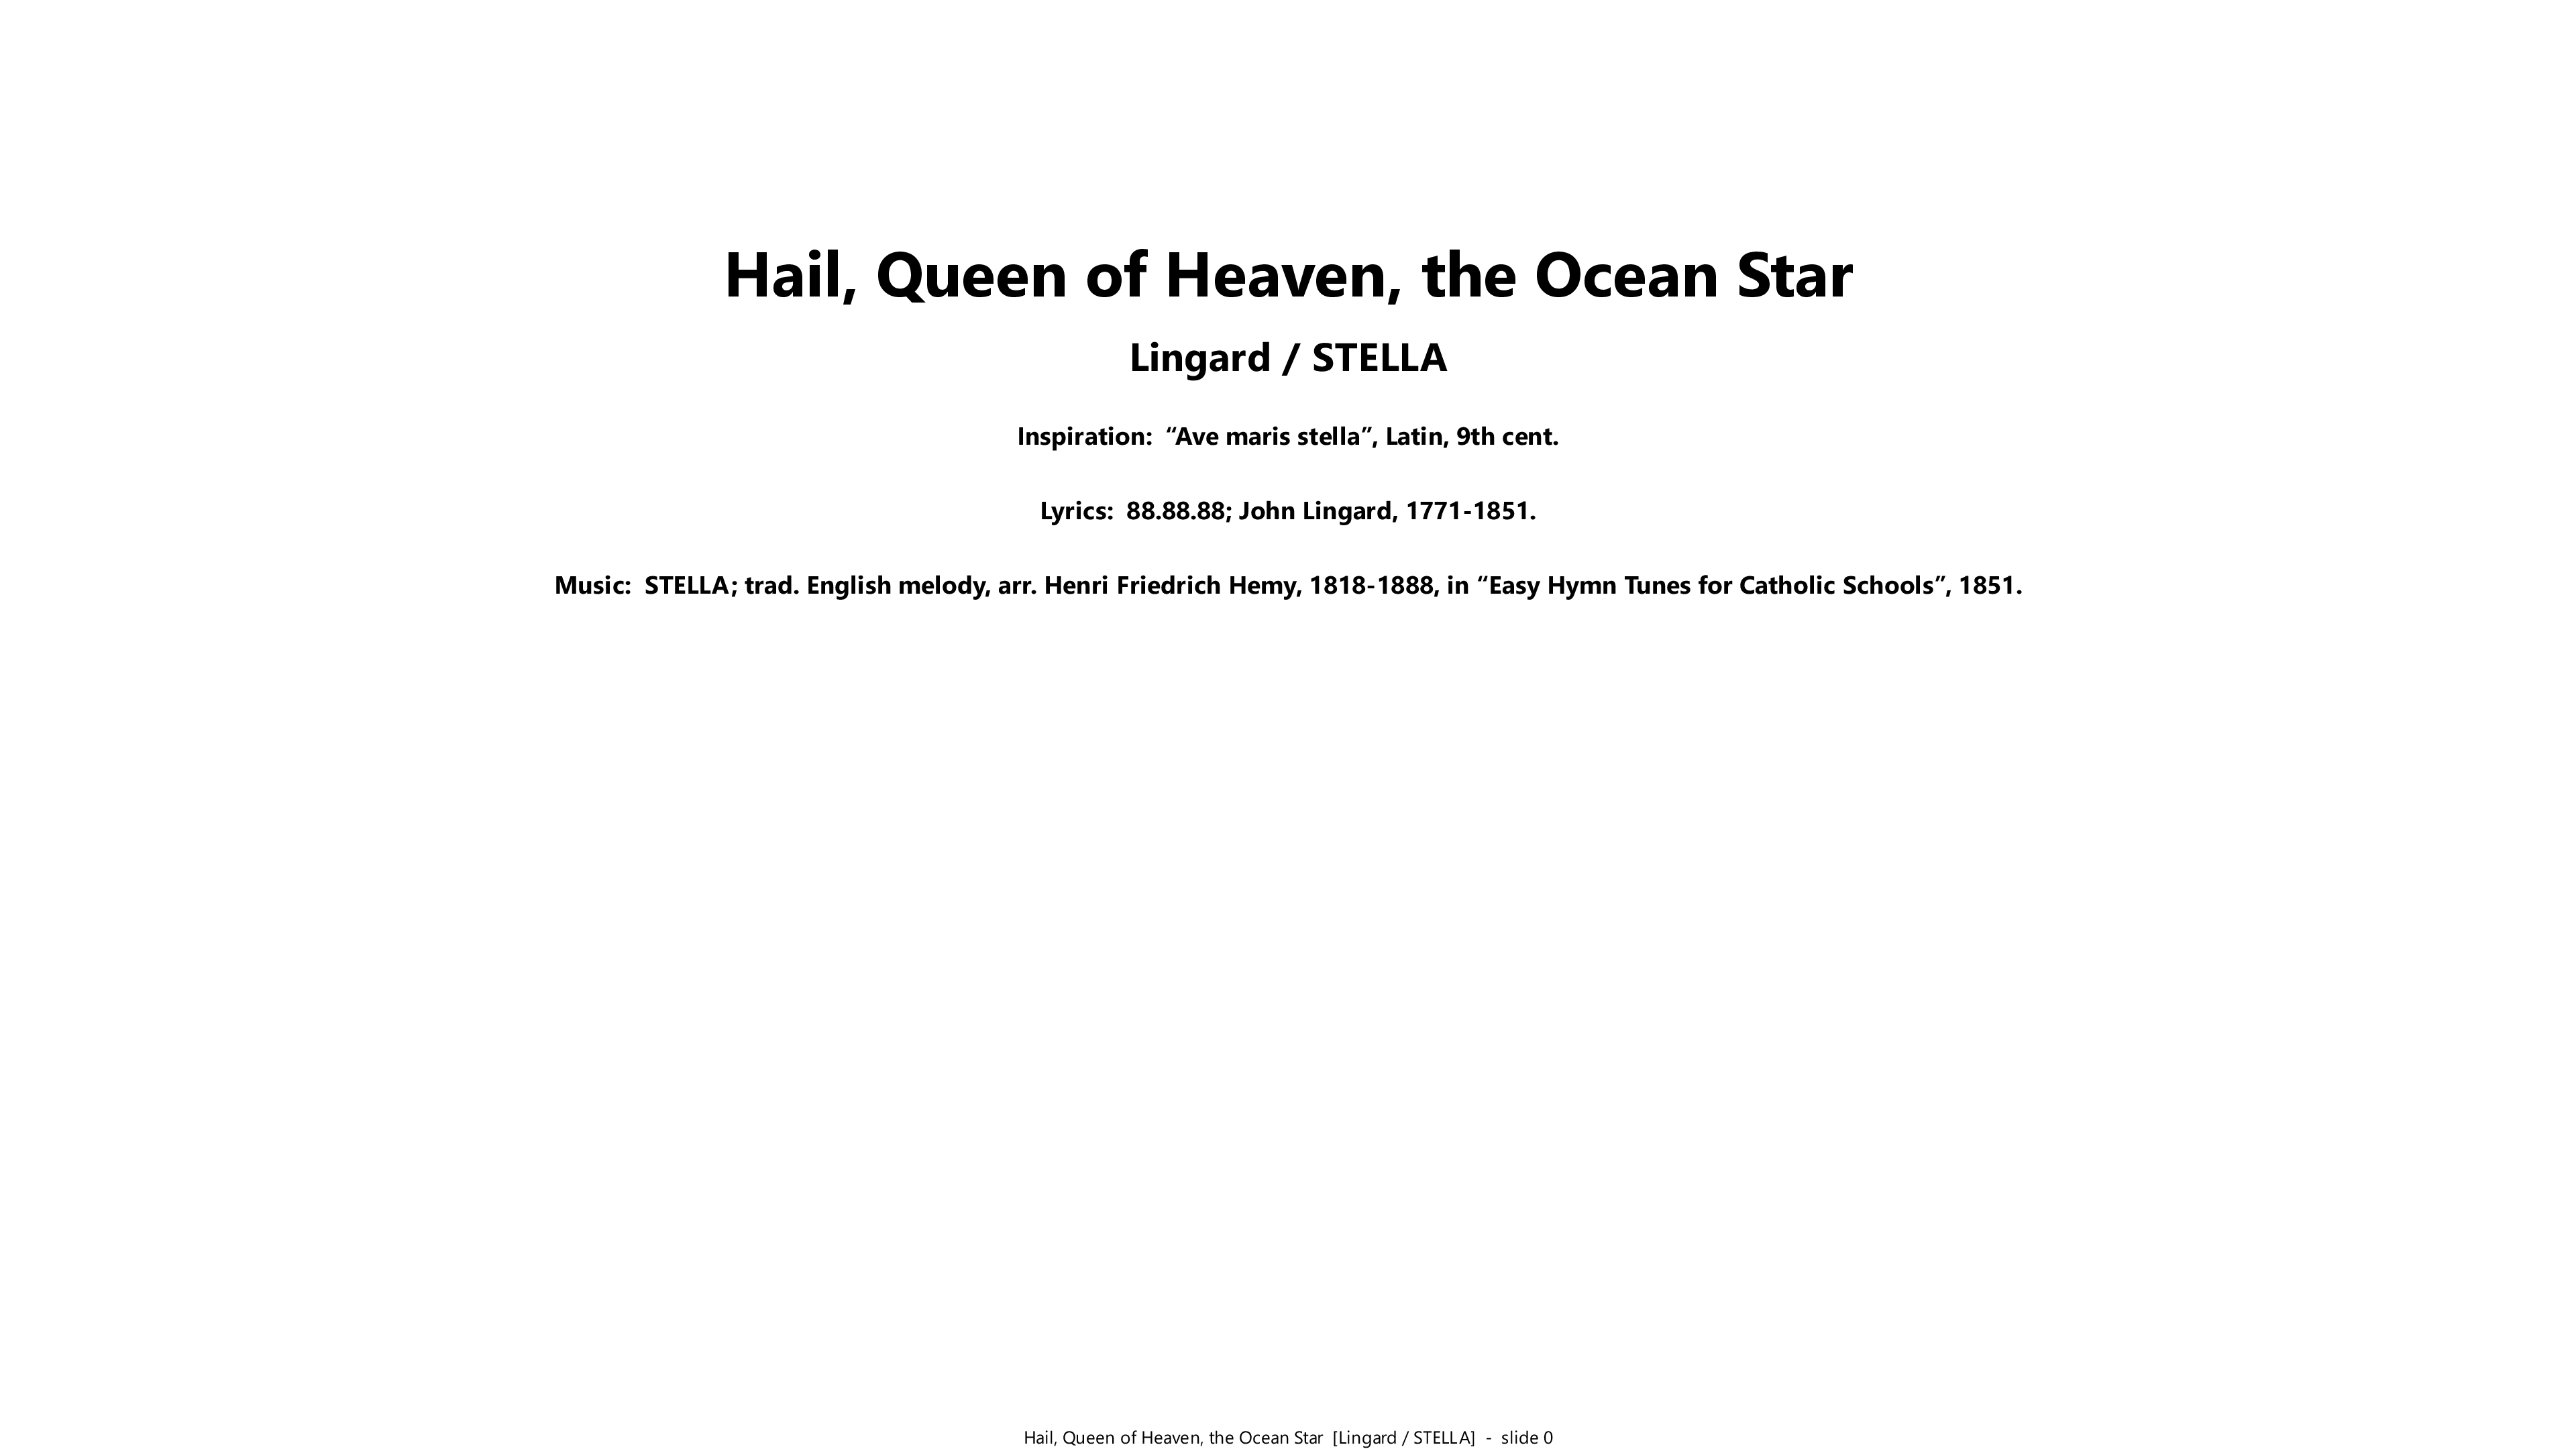 Hail, Queen of Heaven, the Ocean Star
Lingard / STELLA
Inspiration:  “Ave maris stella”, Latin, 9th cent.
Lyrics:  88.88.88; John Lingard, 1771-1851.
Music:  STELLA; trad. English melody, arr. Henri Friedrich Hemy, 1818-1888, in “Easy Hymn Tunes for Catholic Schools”, 1851.
Hail, Queen of Heaven, the Ocean Star  [Lingard / STELLA]  -  slide 0